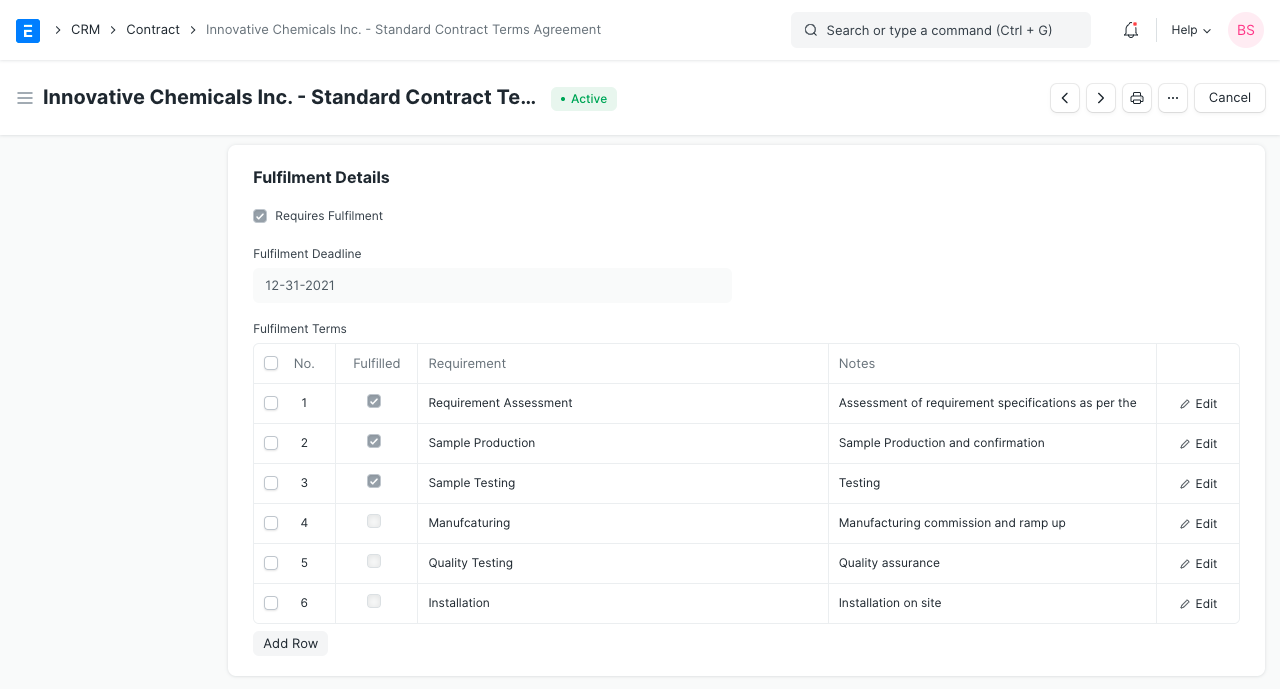 E CRM Contract Innovative Chemicals Inc. - Standard Contract Terms Agreement Search or type a command (Ctrl + G) Help BS
Innovative Chemicals Inc. - Standard Contract Te... • Active ... Cancel
Fulfilment Details
Requires Fulfilment
Fulfilment Deadline
12-31-2021
Fulfilment Terms
No. Fulfilled Requirement Notes
1 Requirement Assessment Assessment of requirement specifications as per the Edit
2 Sample Production Sample Production and confirmation Edit
3 Sample Testing Testing Edit
4 Manufcaturing Manufacturing commission and ramp up Edit
5 Quality Testing Quality assurance Edit
6 Installation Installation on site Edit
Add Row